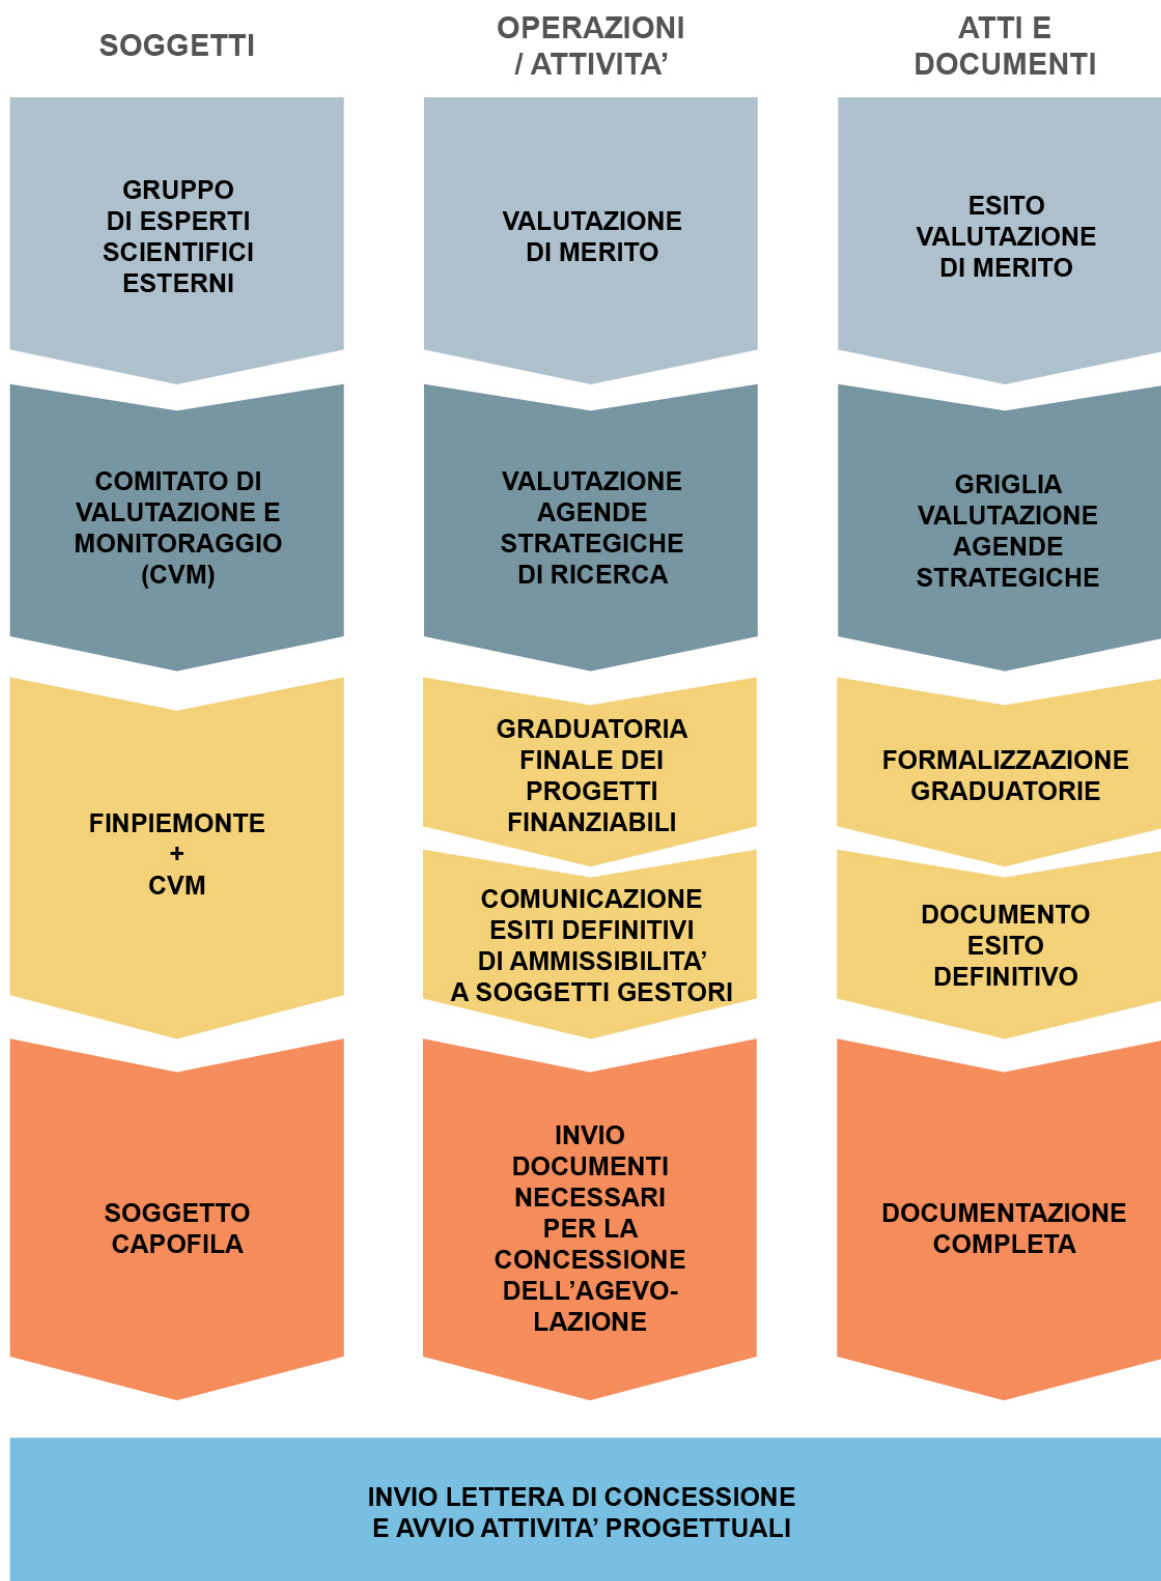 SOGGETTI
OPERAZIONI
/ ATTIVITA’
ATTI E
DOCUMENTI
GRUPPO
DI ESPERTI
SCIENTIFICI
ESTERNI
VALUTAZIONE
DI MERITO
ESITO
VALUTAZIONE
DI MERITO
COMITATO DI
VALUTAZIONE E
MONITORAGGIO
(CVM)
VALUTAZIONE
AGENDE
STRATEGICHE
DI RICERCA
GRIGLIA
VALUTAZIONE
AGENDE
STRATEGICHE
FINPIEMONTE
+
CVM
GRADUATORIA
FINALE DEI
PROGETTI
FINANZIABILI
FORMALIZZAZIONE
GRADUATORIE
COMUNICAZIONE
ESITI DEFINITIVI
DI AMMISSIBILITA’
A SOGGETTI GESTORI
DOCUMENTO
ESITO
DEFINITIVO
SOGGETTO
CAPOFILA
INVIO
DOCUMENTI
NECESSARI
PER LA
CONCESSIONE
DELL’AGEVO-
LAZIONE
DOCUMENTAZIONE
COMPLETA
INVIO LETTERA DI CONCESSIONE
E AVVIO ATTIVITA’ PROGETTUALI